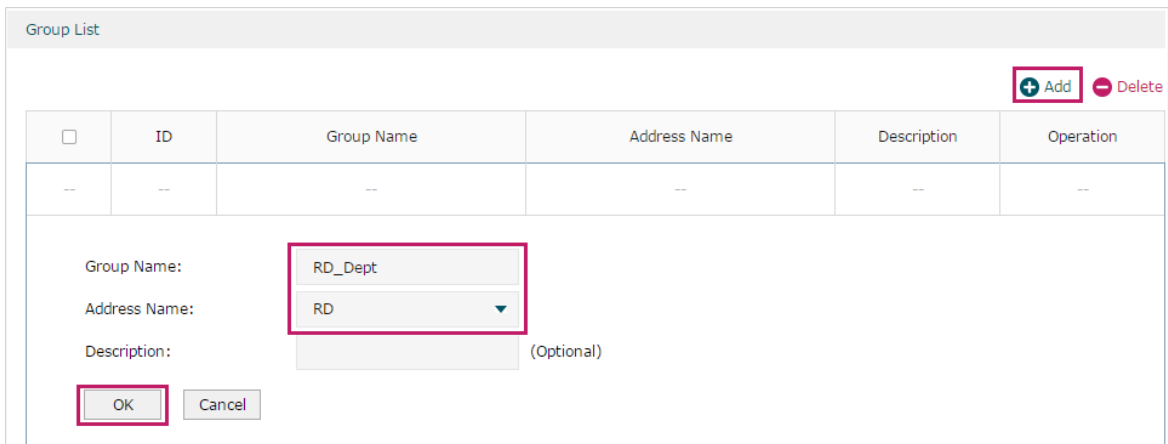 Group List
Add Delete
ID Group Name Address Name Description Operation
-- -- -- -- -- --
Group Name: RD_Dept
Address Name: RD
Description: (Optional)
OK Cancel